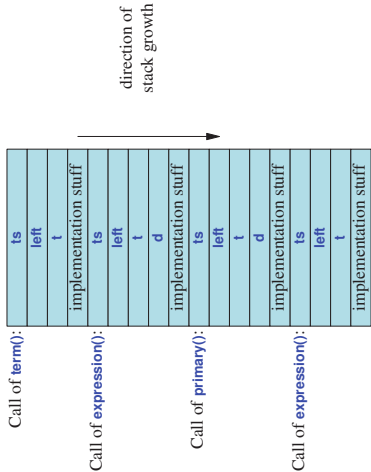 Call of term():
ts
left
t
direction of
stack growth
implementation stuff
Call of expression():
ts
left
t
d
implementation stuff
Call of primary():
ts
left
t
d
implementation stuff
Call of expression():
ts
left
t
implementation stuff